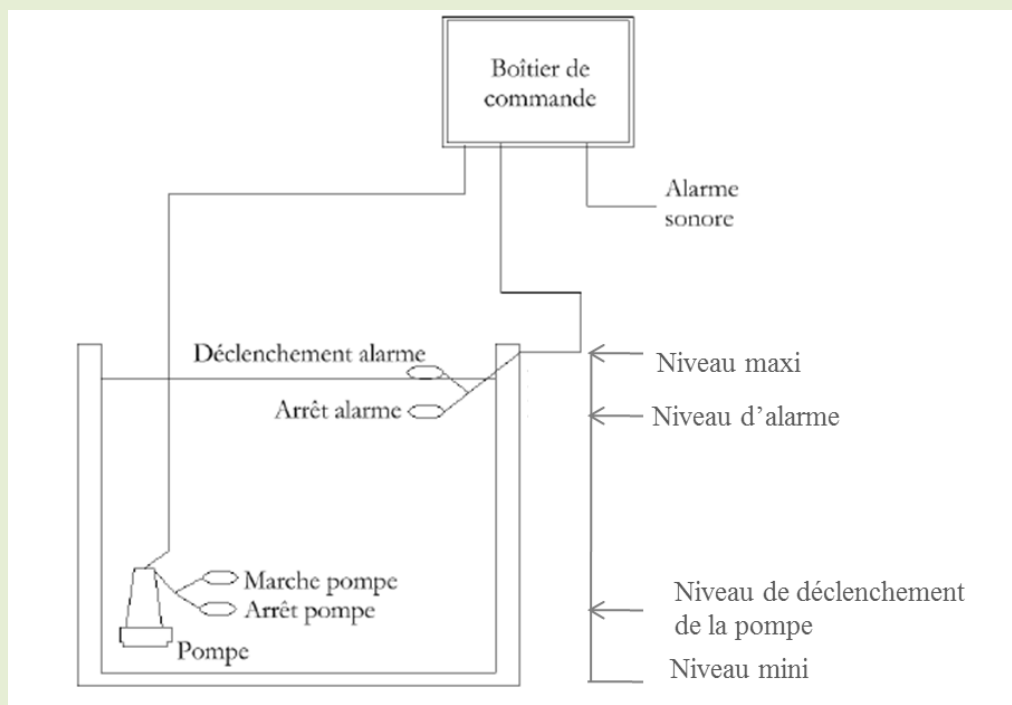 Boîtier de
commande
Alarme
sonore
Déclenchement alarme
Niveau maxi
Arrêt alarme
Niveau d’alarme
Marche pompe
Arrêt pompe
Niveau de déclenchement
de la pompe
Pompe
Niveau mini